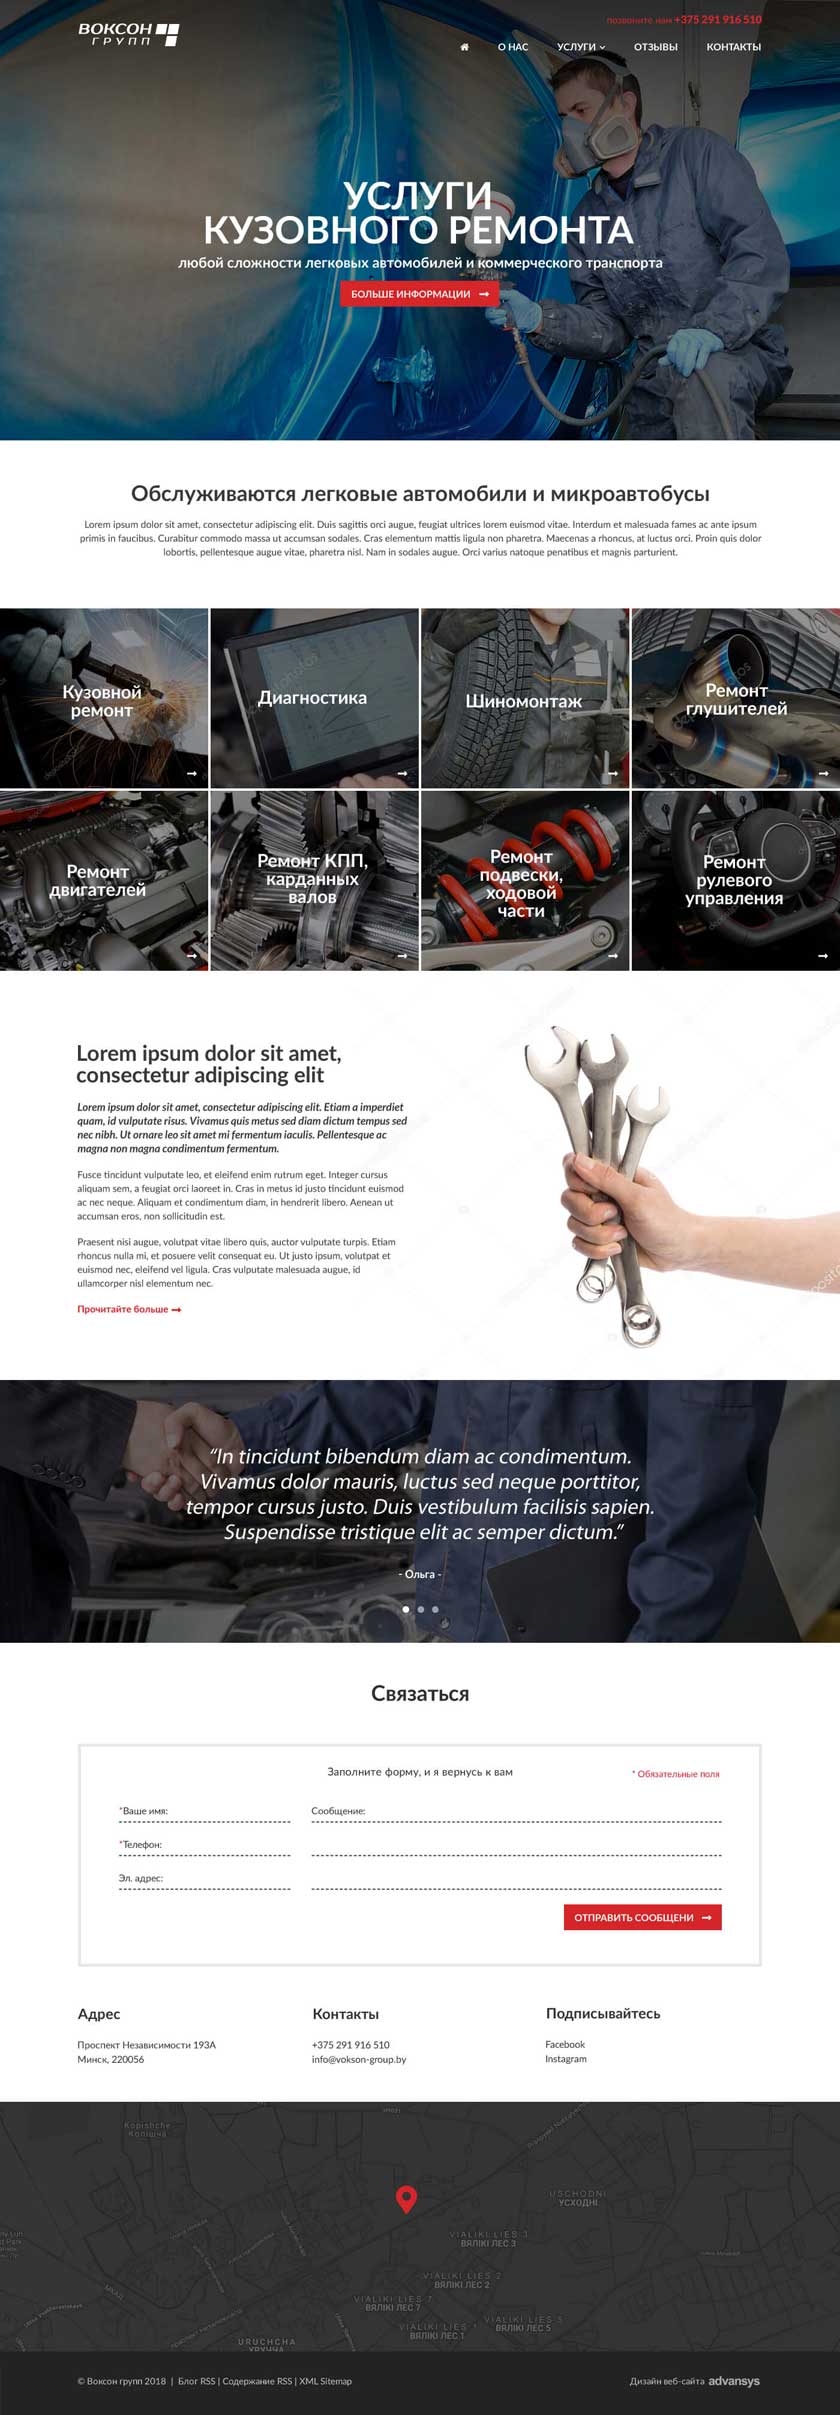 ВОКСОН
ГРУПП
позвоните нам +375 291 916 510
О НАС
УСЛУГИ
ОТЗЫВЫ
КОНТАКТЫ
УСЛУГИ
КУЗОВНОГО РЕМОНТА
любой сложности легковых автомобилей и коммерческого транспорта
БОЛЬШЕ ИНФОРМАЦИИ
Обслуживаются легковые автомобили и микроавтобусы
Lorem ipsum dolor sit amet, consectetur adipiscing elit. Duis sagittis orci augue, feugiat ultrices lorem euismod vitae. Interdum et malesuada fames ac ante ipsum
primis in faucibus. Curabitur commodo massa ut accumsan sodales. Cras elementum mattis ligula non pharetra. Maecenas a rhoncus, at luctus orci. Proin quis dolor
lobortis, pellentesque augue vitae, pharetra nisl. Nam in sodales augue. Orci varius natoque penatibus et magnis parturient.
Кузовной
ремонт
Диагностика
Шиномонтаж
Ремонт
глушителей
Ремонт
двигателей
Ремонт КПП,
карданных
валов
Ремонт
подвески,
ходовой
части
Ремонт
рулевого
управления
Lorem ipsum dolor sit amet,
consectetur adipiscing elit
Lorem ipsum dolor sit amet, consectetur adipiscing elit. Etiam a imperdiet
quam, id vulputate risus. Vivamus quis metus sed diam dictum tempus sed
nec nibh. Ut ornare leo sit amet mi fermentum iaculis. Pellentesque ac
magna non magna condimentum fermentum.
Fusce tincidunt vulputate leo, et eleifend enim rutrum eget. Integer cursus
aliquam sem, a feugiat orci laoreet in. Cras in metus id justo tincidunt euismod
ac nec neque. Aliquam et condimentum diam, in hendrerit libero. Aenean ut
accumsan eros, non sollicitudin est.
Praesent nisi augue, volutpat vitae libero quis, auctor vulputate turpis. Etiam
rhoncus nulla mi, et posuere velit consequat eu. Ut justo ipsum, volutpat et
euismod nec, eleifend vel ligula. Cras vulputate malesuada augue, id
ullamcorper nisl elementum nec.
Прочитайте больше
“In tincidunt bibendum diam ac condimentum.
Vivamus dolor mauris, luctus sed neque porttitor,
tempor cursus justo. Duis vestibulum facilisis sapien.
Suspendisse tristique elit ac semper dictum.”
- Ольга -
Связаться
Заполните форму, и я вернусь к вам
* Обязательные поля
*Ваше имя:
Сообщение:
*Телефон:
Эл. адрес:
ОТПРАВИТЬ СООБЩЕНИ
Адрес
Проспект Независимости 193А
Минск, 220056
Контакты
+375 291 916 510
info@vokson-group.by
Подписывайтесь
Facebook
Instagram
Kopishche
Копішча
USCHODNI
УСХОДНІ
VIALIKI LIES 3
ВЯЛІКІ ЛЕС 3
VIALIKI LIES 2
ВЯЛІКІ ЛЕС 2
VIALIKI LIES 7
ВЯЛІКІ ЛЕС 7
VIALIKI LIES 1
ВЯЛІКІ ЛЕС 1
VIALIKI LIES 5
ВЯЛІКІ ЛЕС 5
URUCHCHA
УРУЧЧА
© Воксон групп 2018 | Блог RSS | Содержание RSS | XML Sitemap
Дизайн веб-сайта advansys